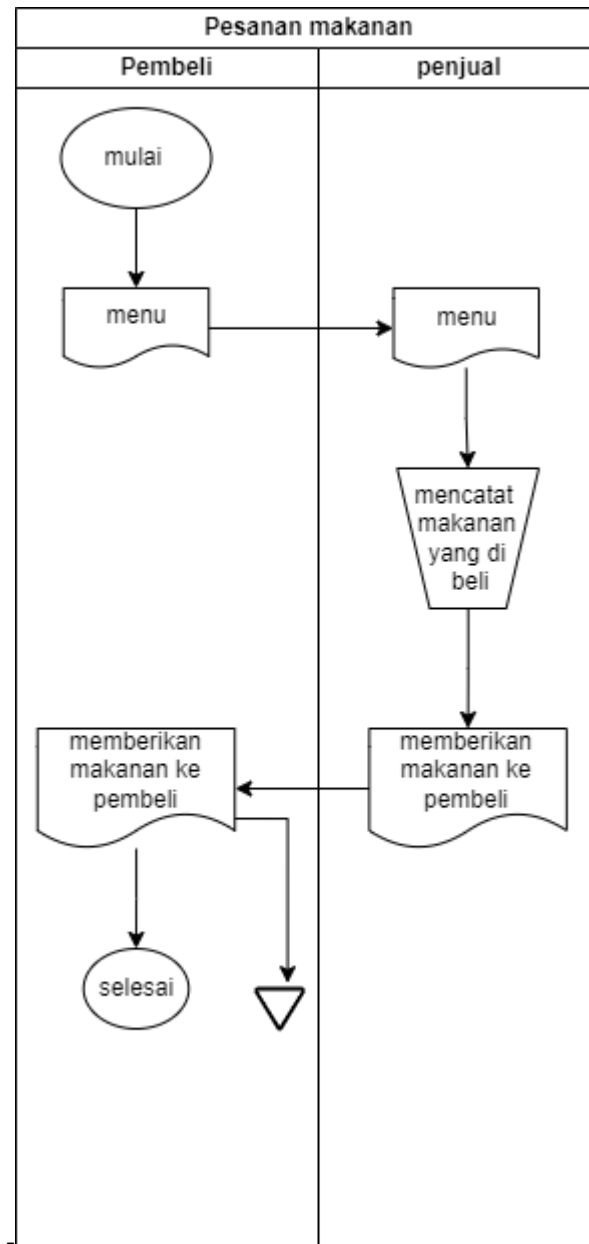 Pesanan makanan
Pembeli
penjual
mulai
menu
menu
mencatat
makanan
yang di
beli
memberikan
makanan ke
pembeli
memberikan
makanan ke
pembeli
selesai